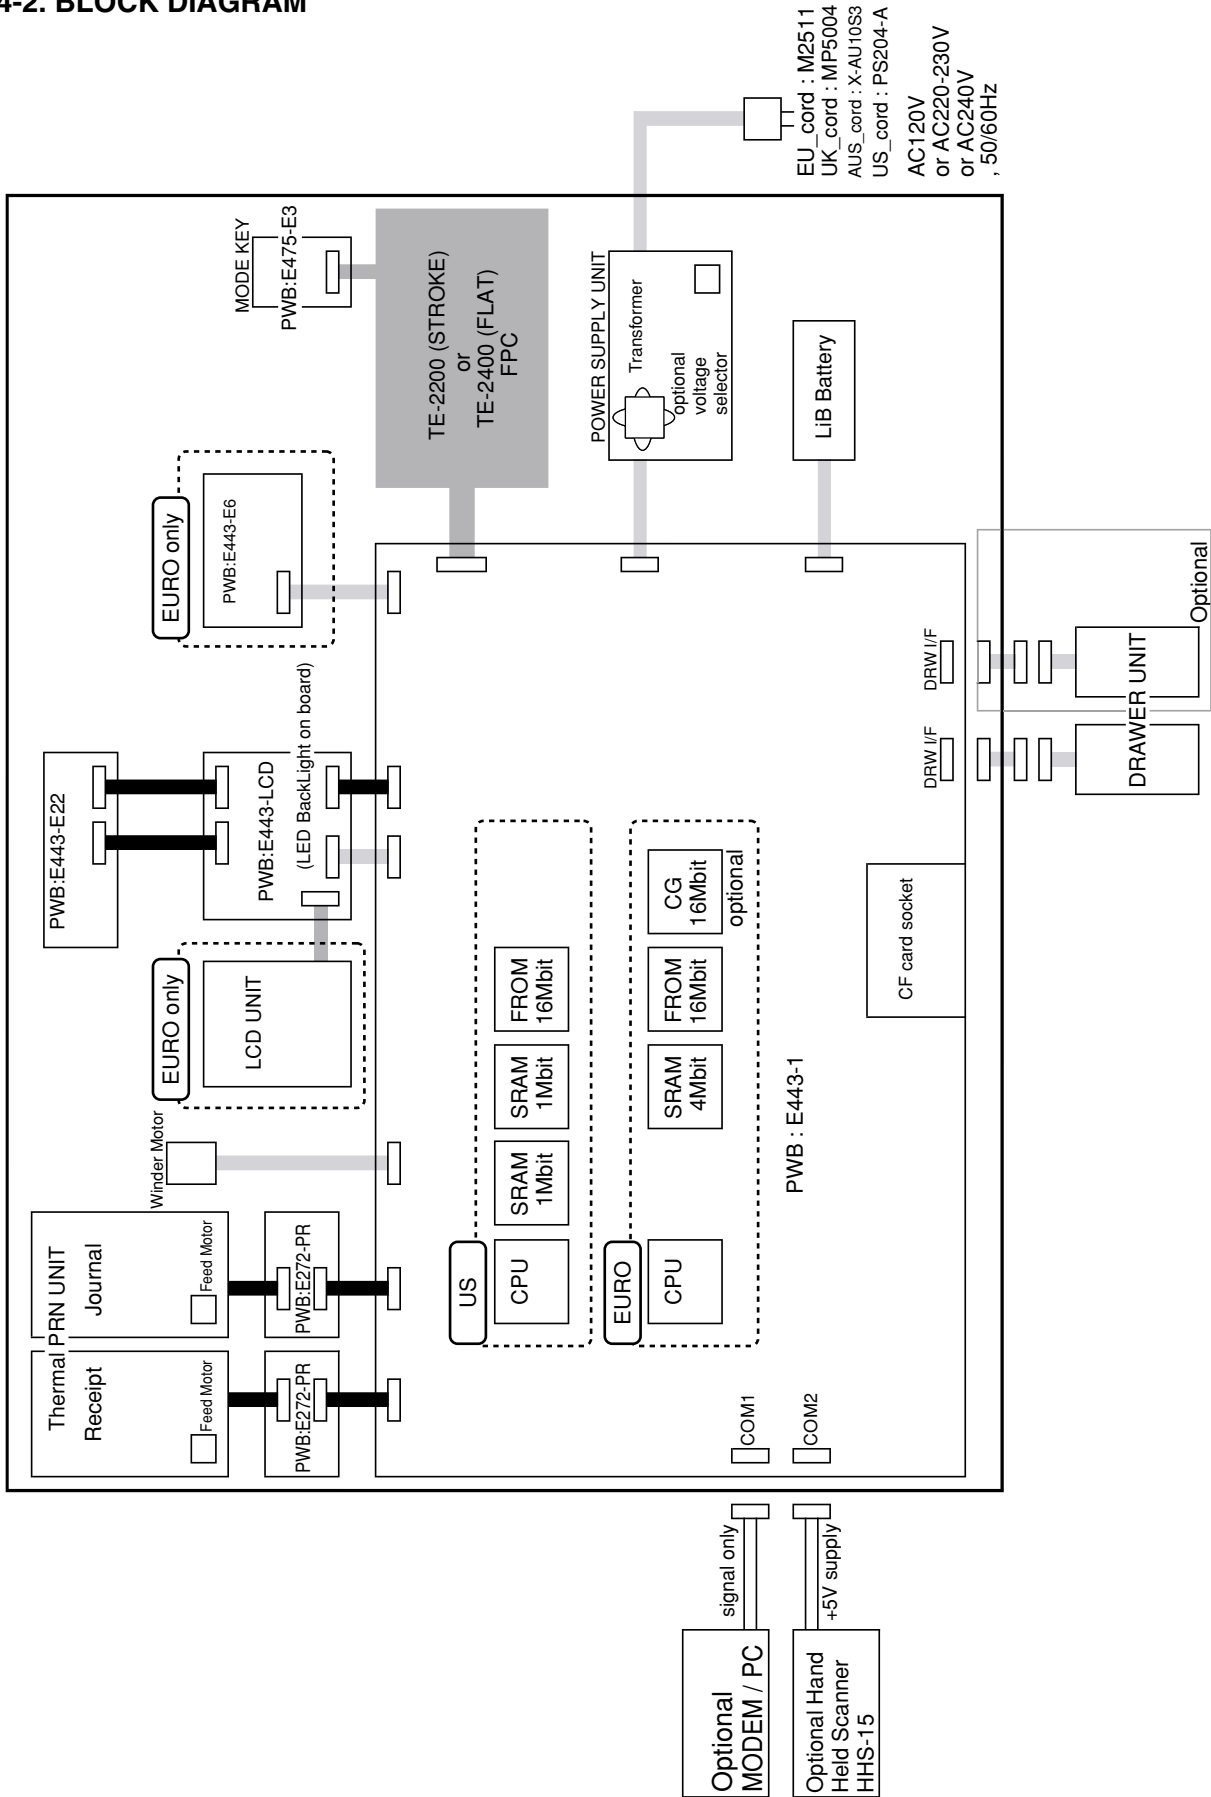 4-2. BLOCK DIAGRAM
Thermal PRN UNIT
Receipt
Feed Motor
Journal
Feed Motor
PWB:E272-PR
PWB:E272-PR
Winder Motor
EURO only
LCD UNIT
PWB:E443-E22
PWB:E443-LCD
(LED BackLight on board)
EURO only
PWB:E443-E6
MODE KEY
PWB:E475-E3
TE-2200 (STROKE)
or
TE-2400 (FLAT)
FPC
POWER SUPPLY UNIT
Transformer
optional
voltage
selector
LiB Battery
EU_cord : M2511
UK_cord : MP5004
AUS_cord : X-AU10S3
US_cord : PS204-A
AC120V
or AC220-230V
or AC240V
, 50/60Hz
US
CPU
SRAM
1Mbit
SRAM
1Mbit
FROM
16Mbit
EURO
CPU
SRAM
4Mbit
FROM
16Mbit
CG
16Mbit
optional
PWB : E443-1
COM1
COM2
signal only
+5V supply
Optional
MODEM / PC
Optional Hand
Held Scanner
HHS-15
CF card socket
DRW I/F
DRW I/F
DRAWER UNIT
Optional